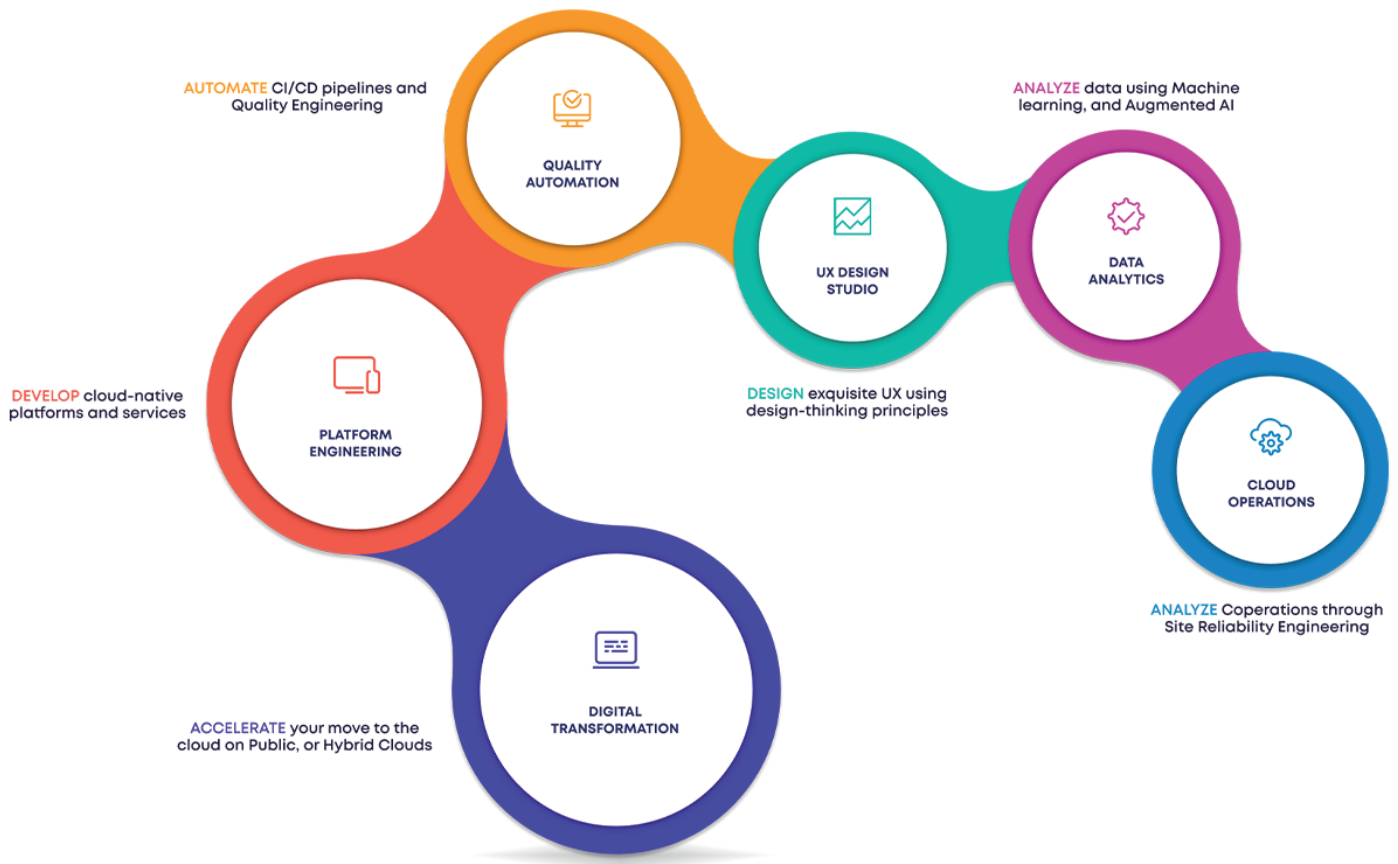 AUTOMATE CI/CD pipelines and
Quality Engineering
QUALITY
AUTOMATION
ANALYZE data using Machine
learning, and Augmented AI
UX DESIGN
STUDIO
DATA
ANALYTICS
DEVELOP cloud-native
platforms and services
PLATFORM
ENGINEERING
DESIGN exquisite UX using
design-thinking principles
CLOUD
OPERATIONS
ANALYZE Coperations through
Site Reliability Engineering
ACCELERATE your move to the
cloud on Public, or Hybrid Clouds
DIGITAL
TRANSFORMATION